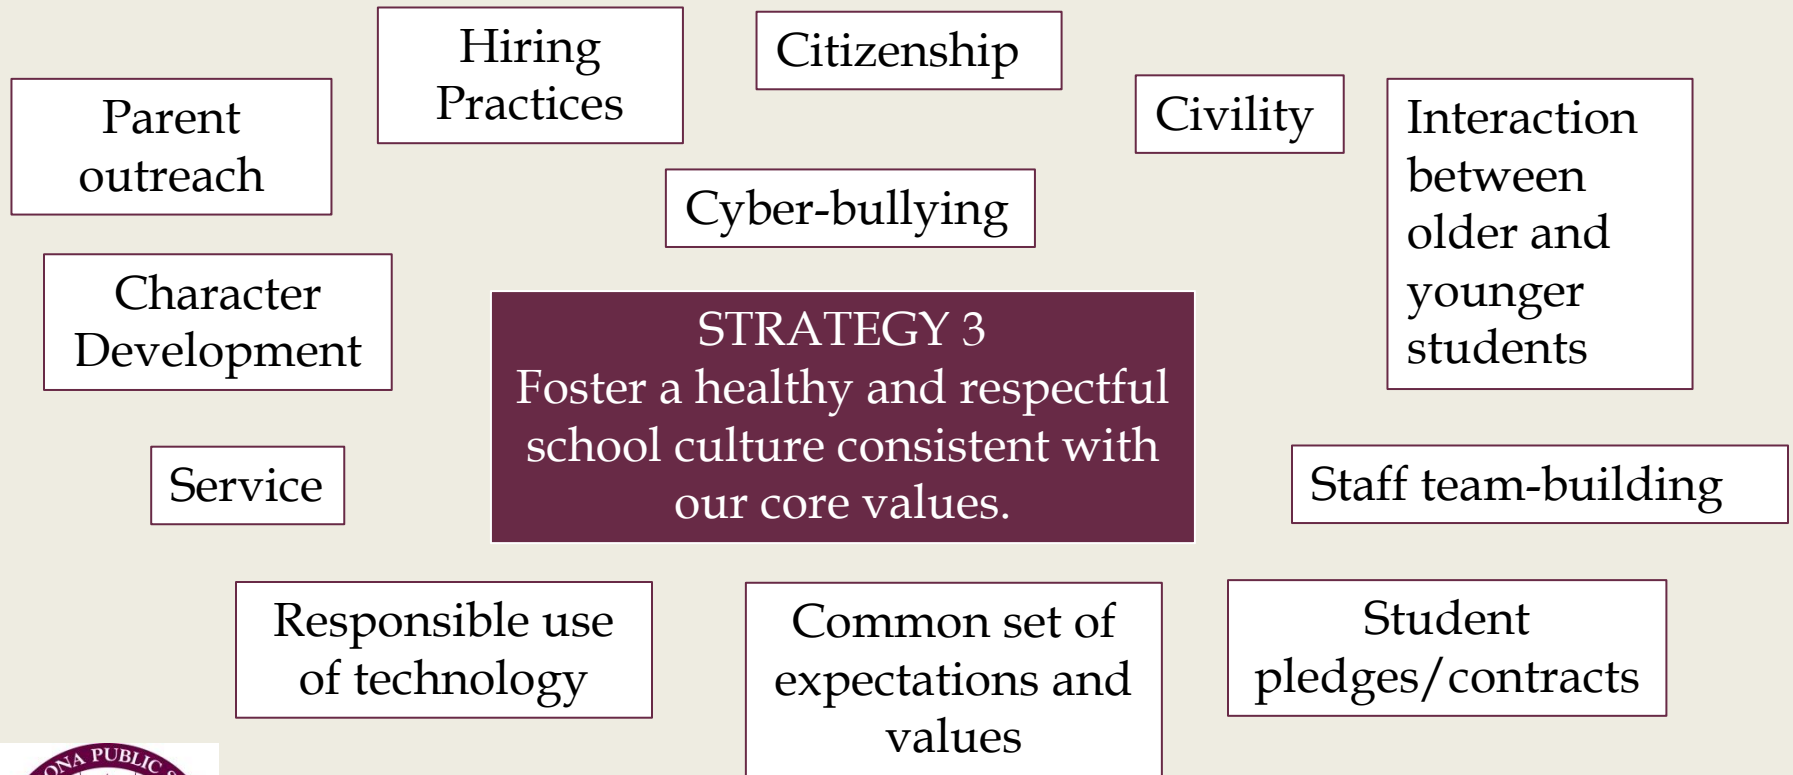 Hiring
Practices
Citizenship
Parent
outreach
Civility
Interaction
between
older and
younger
students
Cyber-bullying
Character
Development
STRATEGY 3
Foster a healthy and respectful
school culture consistent with
our core values.
Service
Staff team-building
Responsible use
of technology
Common set of
expectations and
values
Student
pledges/contracts
PUBLIC